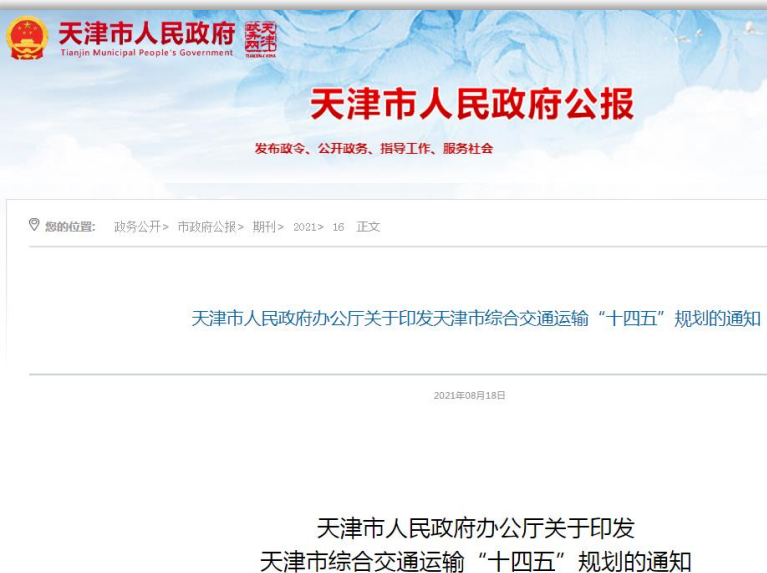 天津市人民政府
Tianjin Municipal People's Government
天津政务网
天津市人民政府公报
发布政令、公开政务、指导工作、服务社会
您的位置: 政务公开> 市政府公报> 期刊> 2021> 16 正文
天津市人民政府办公厅关于印发天津市综合交通运输“十四五”规划的通知
2021年08月18日
天津市人民政府办公厅关于印发
天津市综合交通运输“十四五”规划的通知